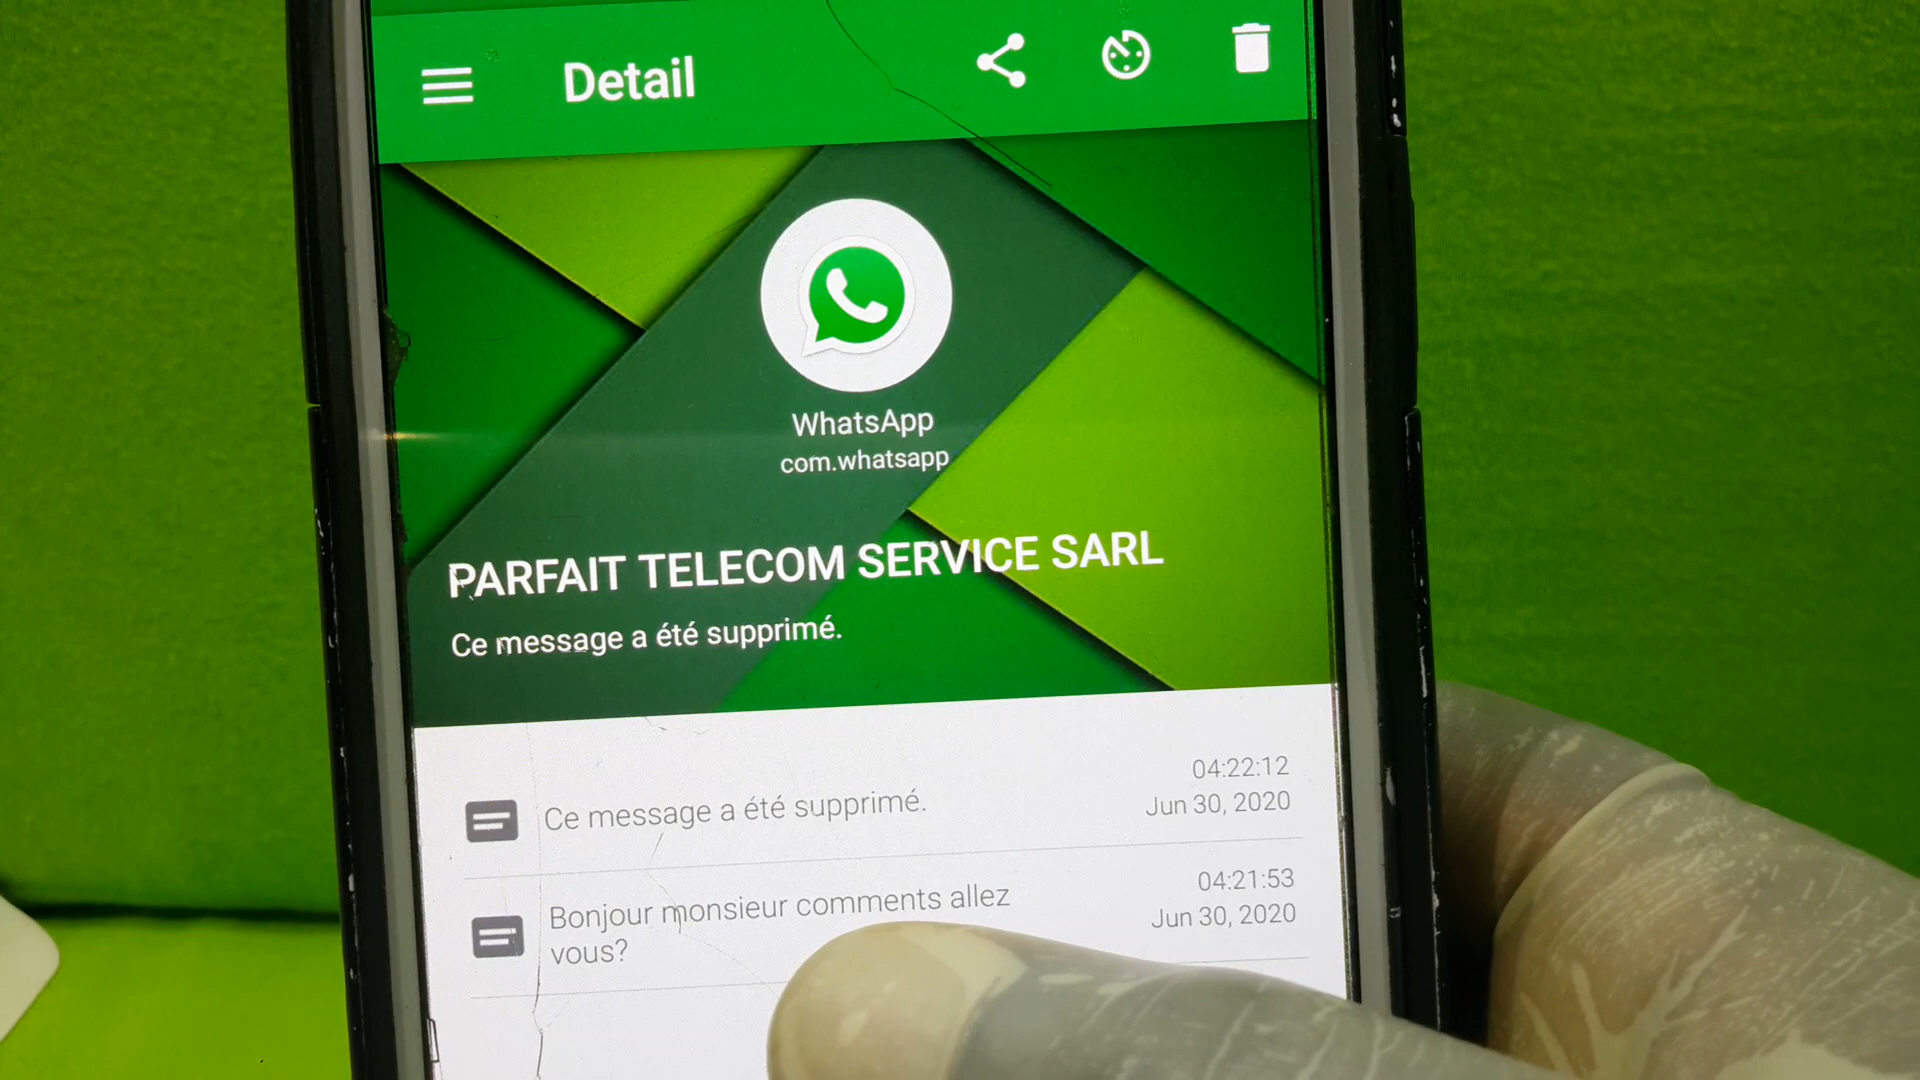 Detail
WhatsApp
com.whatsapp
PARFAIT TELECOM SERVICE SARL
Ce message a été supprimé.
Ce message a été supprimé.
04:22:12
Jun 30, 2020
Bonjour monsieur comments allez
vous?
04:21:53
Jun 30, 2020